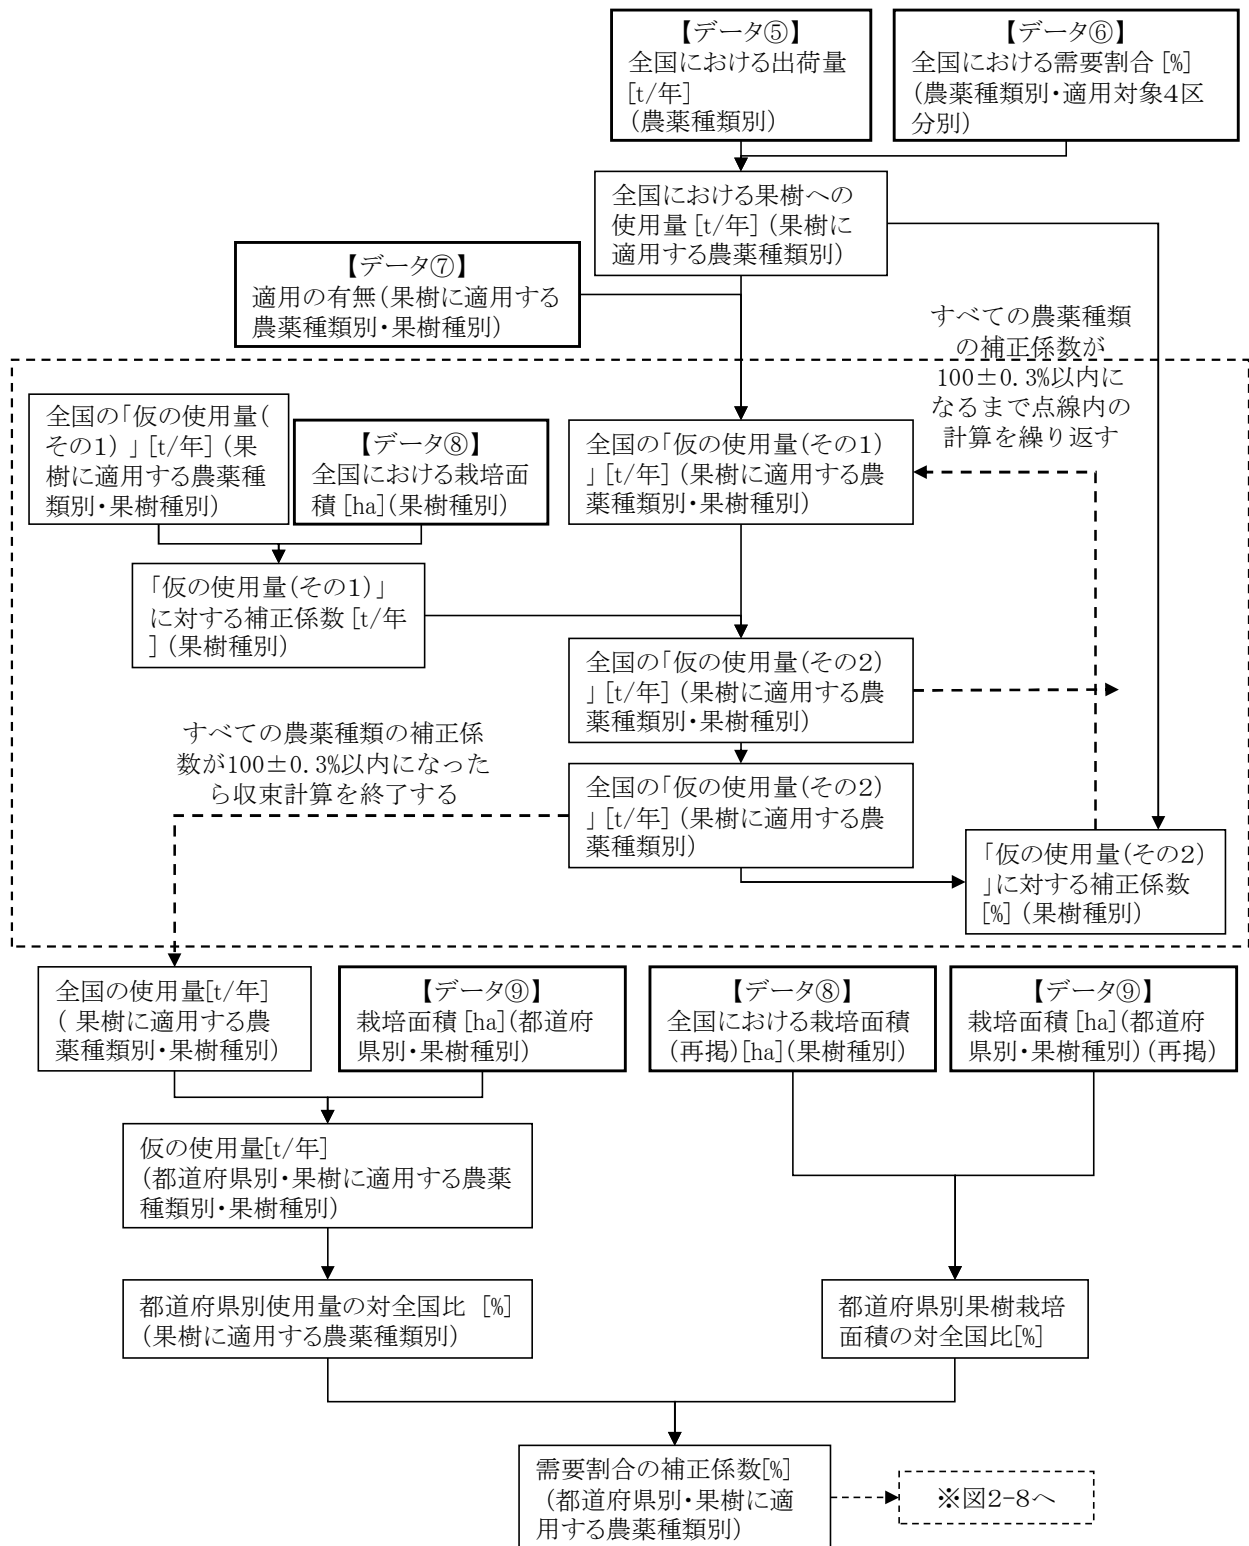 【データ⑤】
全国における出荷量
[t/年]
(農薬種類別)
【データ⑥】
全国における需要割合[%]
(農薬種類別・適用対象4区
分別)
全国における果樹への
使用量[t/年](果樹に
適用する農薬種類別)
【データ⑦】
適用の有無(果樹に適用する
農薬種類別・果樹種別)
すべての農薬種類
の補正係数が
100±0.3%以内に
なるまで点線内の
計算を繰り返す
全国の「仮の使用量(
その1)」[t/年](果
樹に適用する農薬種
類別・果樹種別)
【データ⑧】
全国における栽培面
積[ha](果樹種別)
全国の「仮の使用量(その1)
」[t/年](果樹に適用する農
薬種類別・果樹種別)
「仮の使用量(その1)」
に対する補正係数[t/年
](果樹種別)
全国の「仮の使用量(その2)
」[t/年](果樹に適用する農
薬種類別・果樹種別)
すべての農薬種類の補正係
数が100±0.3%以内になった
ら収束計算を終了する
全国の「仮の使用量(その2)
」[t/年](果樹に適用する農
薬種類別)
「仮の使用量(その2)
」に対する補正係数
[%](果樹種別)
全国の使用量[t/年]
( 果樹に適用する農
薬種類別・果樹種別)
【データ⑨】
栽培面積[ha](都道府
県別・果樹種別)
【データ⑧】
全国における栽培面積
(再掲)[ha](果樹種別)
【データ⑨】
栽培面積[ha](都道府
県別・果樹種別)(再掲)
仮の使用量[t/年]
(都道府県別・果樹に適用する農薬
種類別・果樹種別)
都道府県別使用量の対全国比 [%]
(果樹に適用する農薬種類別)
都道府県別果樹栽培
面積の対全国比[%]
需要割合の補正係数[%]
(都道府県別・果樹に適
用する農薬種類別)
※図2-8へ